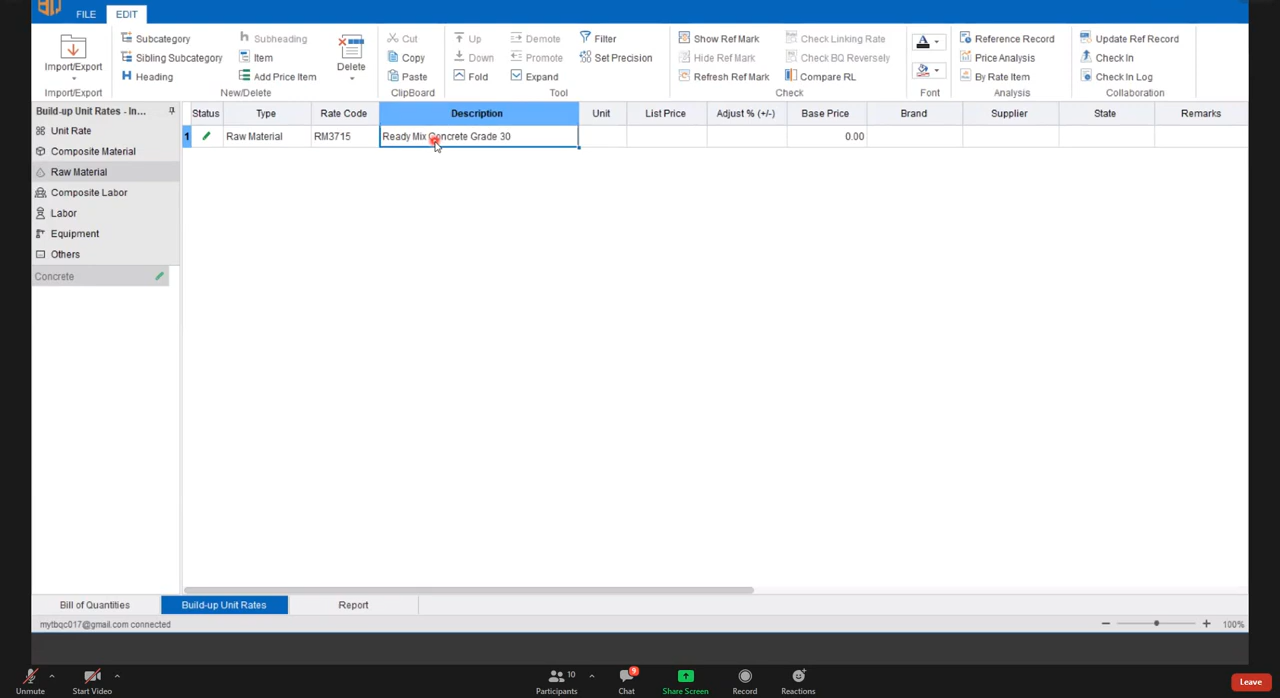 FILE EDIT
Import/Export
Import/Export
Subcategory
Sibling Subcategory
Heading
Subheading
Item
Add Price Item
Delete
New/Delete
Cut
Copy
Paste
ClipBoard
Up
Down
Fold
Demote
Promote
Expand
Filter
Set Precision
Tool
Show Ref Mark
Hide Ref Mark
Refresh Ref Mark
Check Linking Rate
Check BQ Reversely
Compare RL
Check
A
Font
Reference Record
Price Analysis
By Rate Item
Analysis
Update Ref Record
Check In
Check In Log
Collaboration
Build-up Unit Rates - In...
Unit Rate
Composite Material
Raw Material
Composite Labor
Labor
Equipment
Others
Concrete
Status Type Rate Code Description Unit List Price Adjust % (+/-) Base Price Brand Supplier State Remarks
1 Raw Material RM3715 Ready Mix Concrete Grade 30 0.00
Bill of Quantities Build-up Unit Rates Report
mytbqc017@gmail.com connected
100%
Unmute
Start Video
10
Participants
9
Chat
Share Screen
Record
Reactions
Leave